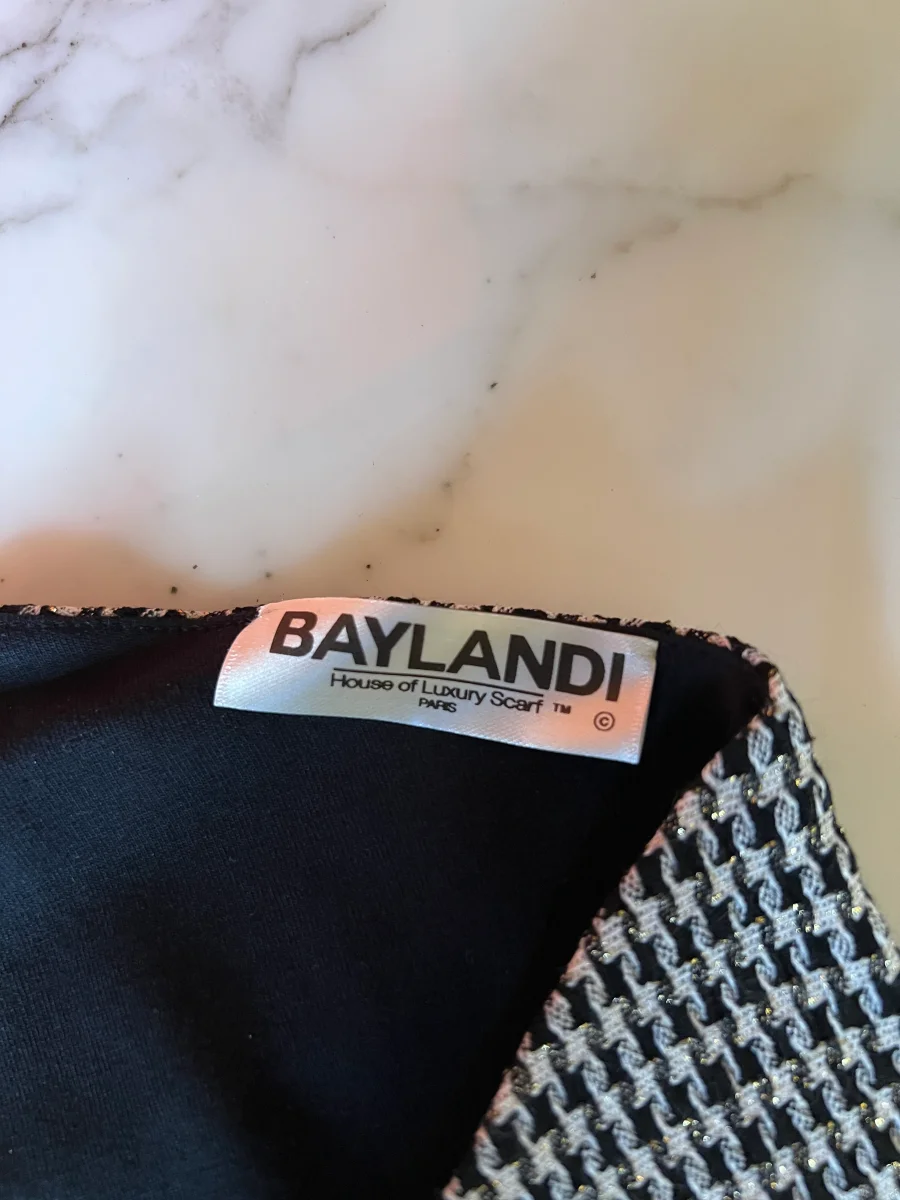 BAYLANDI
House of Luxury Scarf ™
PARIS
©